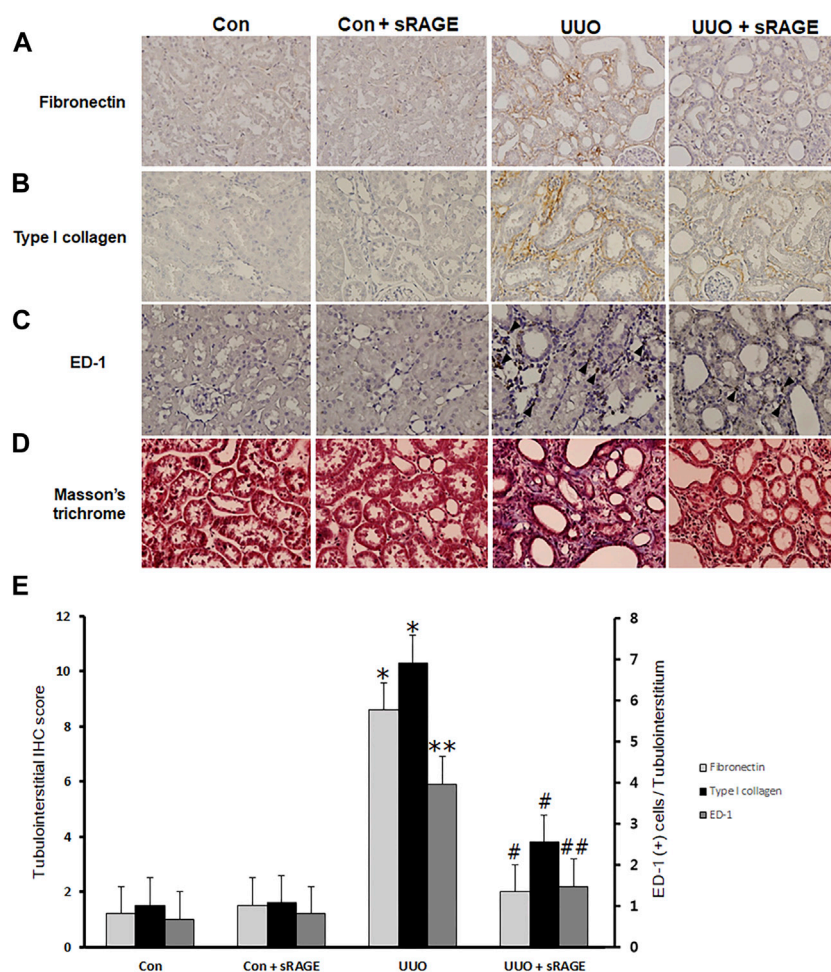 Con Con + sRAGE UUO UUO + sRAGE
A
Fibronectin
B
Type I collagen
C
ED-1
D
Masson's
trichrome
E
Tubulointerstitial IHC score
12
10
8
6
4
2
0
* * **
# # ##
8
7
6
5
4
3
2
1
0
ED-1 (+) cells / Tubulointerstitium
Fibronectin
Type I collagen
ED-1
Con Con + sRAGE UUO UUO + sRAGE